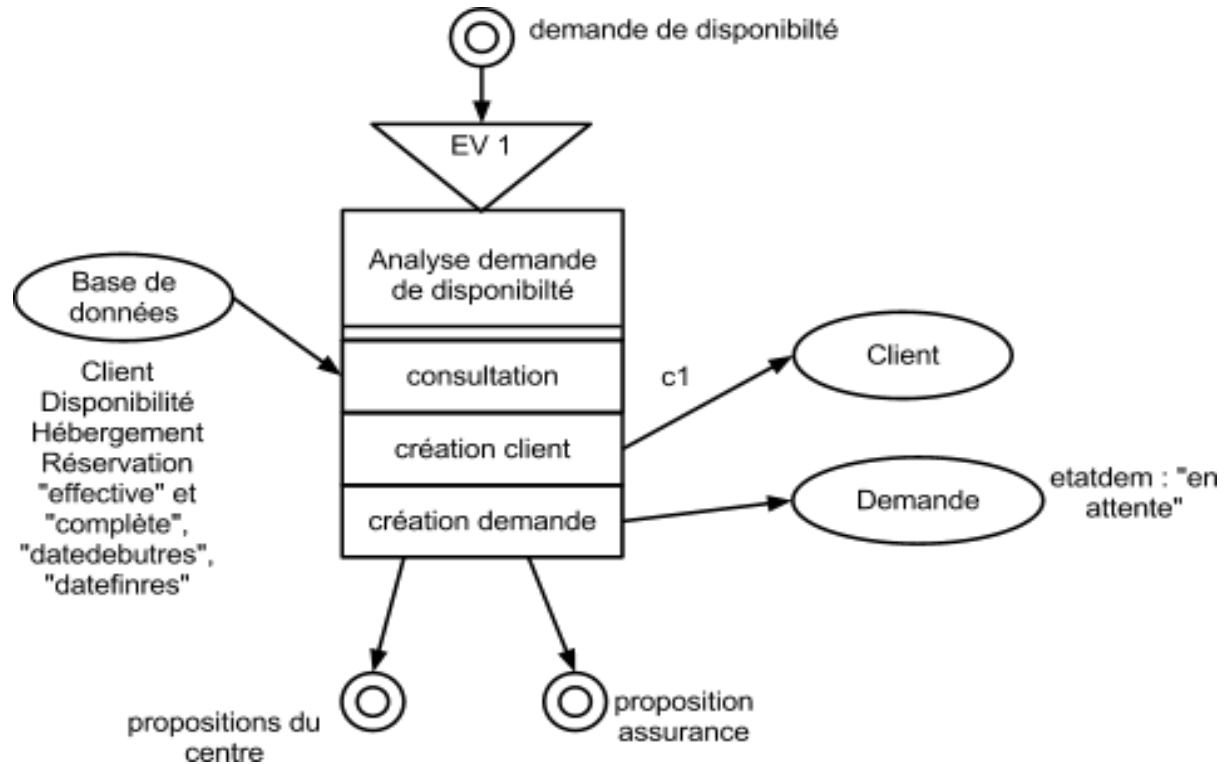 demande de disponibilté
EV 1
Analyse demande
de disponibilté
Base de
données
Client
Disponibilité
Hébergement
Réservation
"effective" et
"complète",
"datedebutres",
"datefinres"
consultation
c1
Client
création client
création demande
Demande
etatdem : "en
attente"
propositions du
centre
proposition
assurance